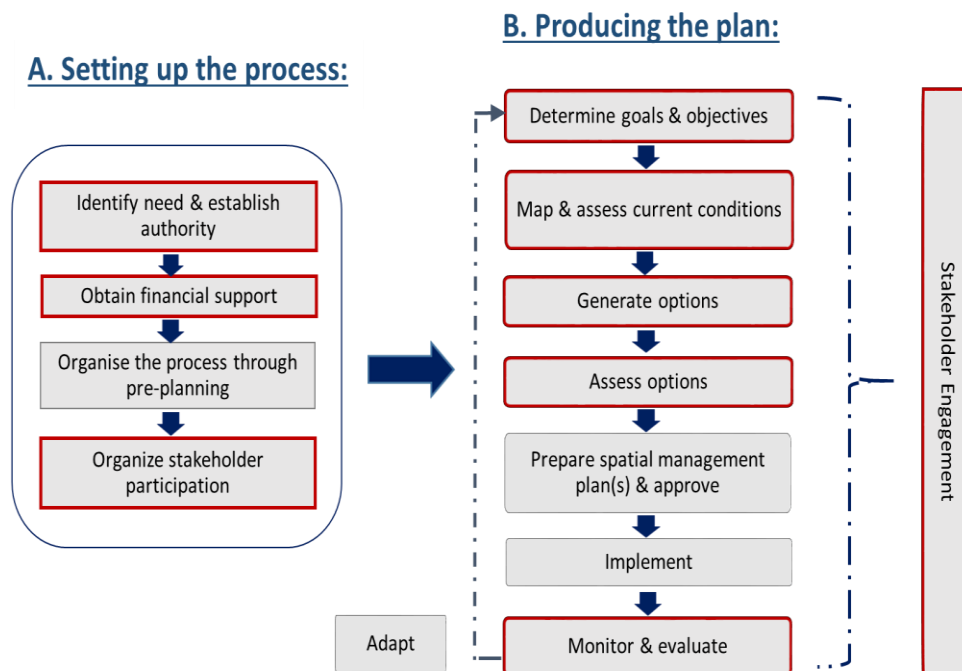 A. Setting up the process:
Identify need & establish
authority
Obtain financial support
Organise the process through
pre-planning
Organize stakeholder
participation
B. Producing the plan:
Determine goals & objectives
Map & assess current conditions
Generate options
Assess options
Prepare spatial management
plan(s) & approve
Implement
Monitor & evaluate
Adapt
Stakeholder Engagement